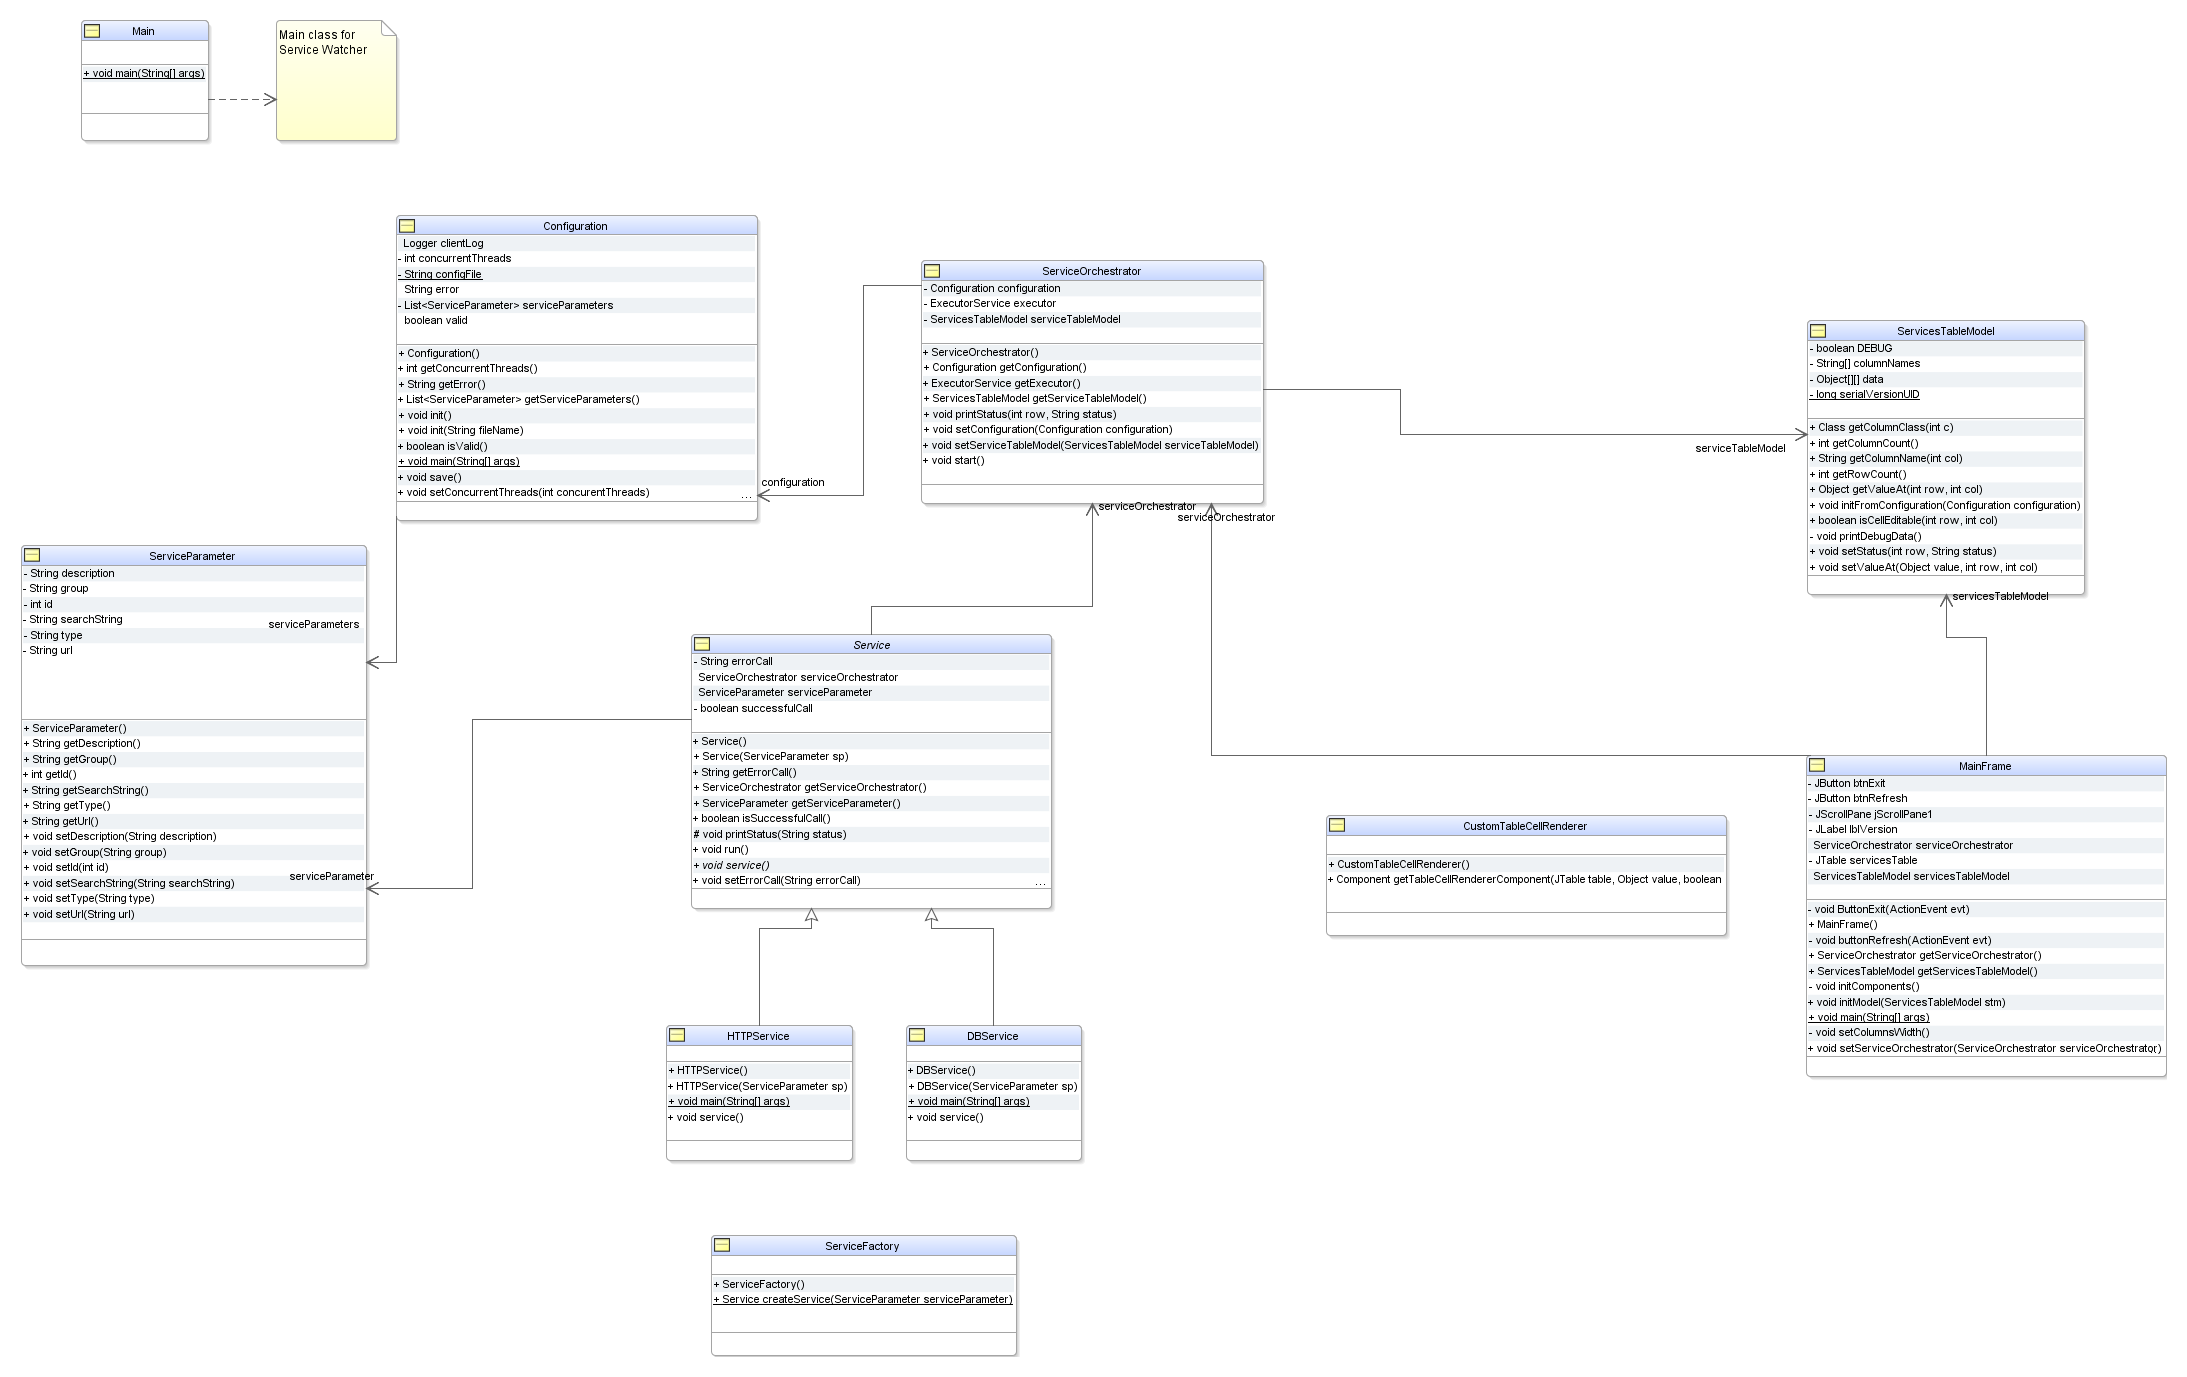 Main
+ void main(String[] args)
Main class for
Service Watcher
Configuration
Logger clientLog
- int concurrentThreads
- String configFile
String error
- List<ServiceParameter> serviceParameters
boolean valid
+ Configuration()
+ int getConcurrentThreads()
+ String getError()
+ List<ServiceParameter> getServiceParameters()
+ void init()
+ void init(String fileName)
+ boolean isValid()
+ void main(String[] args)
+ void save()
+ void setConcurrentThreads(int concurentThreads)
...
configuration
ServiceOrchestrator
- Configuration configuration
- ExecutorService executor
- ServicesTableModel serviceTableModel
+ ServiceOrchestrator()
+ Configuration getConfiguration()
+ ExecutorService getExecutor()
+ ServicesTableModel getServiceTableModel()
+ void printStatus(int row, String status)
+ void setConfiguration(Configuration configuration)
+ void setServiceTableModel(ServicesTableModel serviceTableModel)
+ void start()
serviceOrchestrator
serviceOrchestrator
serviceTableModel
ServicesTableModel
- boolean DEBUG
- String[] columnNames
- Object[][] data
- long serialVersionUID
+ Class getColumnClass(int c)
+ int getColumnCount()
+ String getColumnName(int col)
+ int getRowCount()
+ Object getValueAt(int row, int col)
+ void initFromConfiguration(Configuration configuration)
+ boolean isCellEditable(int row, int col)
- void printDebugData()
+ void setStatus(int row, String status)
+ void setValueAt(Object value, int row, int col)
servicesTableModel
ServiceParameter
- String description
- String group
- int id
- String searchString
- String type
- String url
serviceParameters
+ ServiceParameter()
+ String getDescription()
+ String getGroup()
+ int getId()
+ String getSearchString()
+ String getType()
+ String getUrl()
+ void setDescription(String description)
+ void setGroup(String group)
+ void setId(int id)
+ void setSearchString(String searchString)
+ void setType(String type)
+ void setUrl(String url)
serviceParameter
Service
- String errorCall
ServiceOrchestrator serviceOrchestrator
ServiceParameter serviceParameter
- boolean successfulCall
+ Service()
+ Service(ServiceParameter sp)
+ String getErrorCall()
+ ServiceOrchestrator getServiceOrchestrator()
+ ServiceParameter getServiceParameter()
+ boolean isSuccessfulCall()
# void printStatus(String status)
+ void run()
+ void service()
+ void setErrorCall(String errorCall)
...
CustomTableCellRenderer
+ CustomTableCellRenderer()
+ Component getTableCellRendererComponent(JTable table, Object value, boolean
MainFrame
- JButton btnExit
- JButton btnRefresh
- JScrollPane jScrollPane1
- JLabel lblVersion
ServiceOrchestrator serviceOrchestrator
- JTable servicesTable
ServicesTableModel servicesTableModel
- void ButtonExit(ActionEvent evt)
+ MainFrame()
- void buttonRefresh(ActionEvent evt)
+ ServiceOrchestrator getServiceOrchestrator()
+ ServicesTableModel getServicesTableModel()
- void initComponents()
+ void initModel(ServicesTableModel stm)
+ void main(String[] args)
- void setColumnsWidth()
+ void setServiceOrchestrator(ServiceOrchestrator serviceOrchestrator)
HTTPService
+ HTTPService()
+ HTTPService(ServiceParameter sp)
+ void main(String[] args)
+ void service()
DBService
+ DBService()
+ DBService(ServiceParameter sp)
+ void main(String[] args)
+ void service()
ServiceFactory
+ ServiceFactory()
+ Service createService(ServiceParameter serviceParameter)